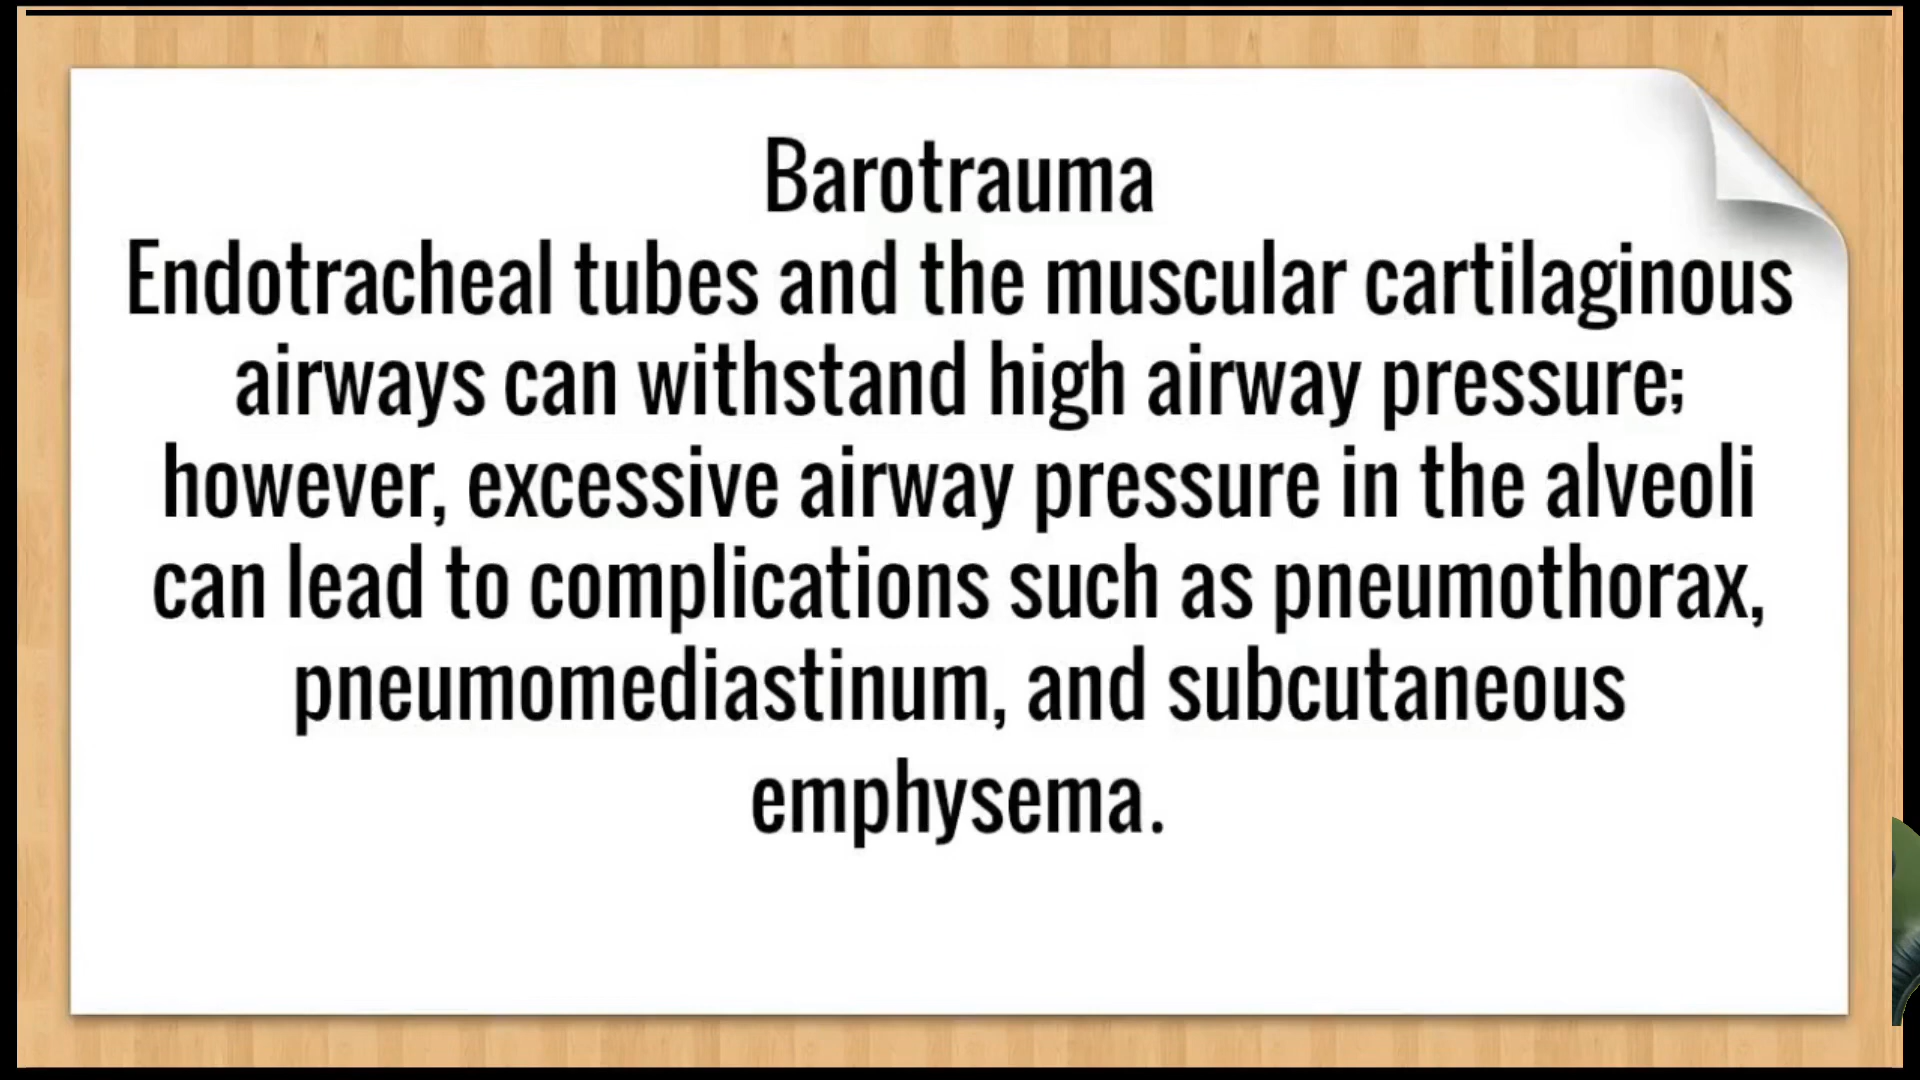 Barotrauma
Endotracheal tubes and the muscular cartilaginous
airways can withstand high airway pressure;
however, excessive airway pressure in the alveoli
can lead to complications such as pneumothorax,
pneumomediastinum, and subcutaneous
emphysema.